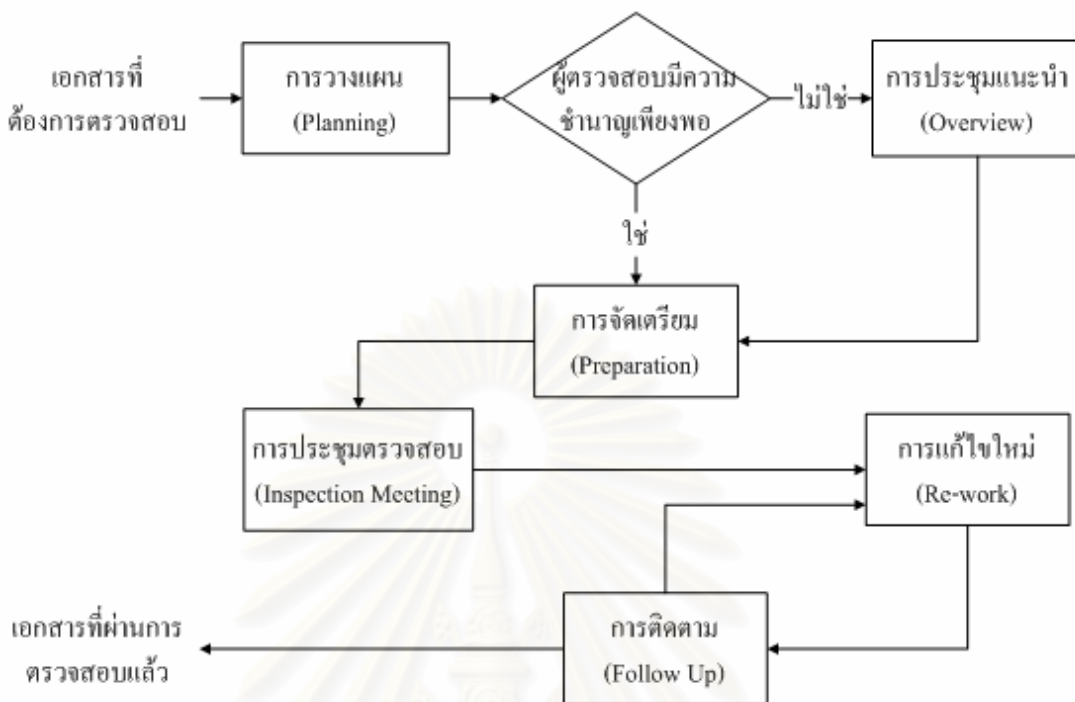 เอกสารที่
ต้องการตรวจสอบ
การวางแผน
(Planning)
ผู้ตรวจสอบมีความ
ชำนาญเพียงพอ
ไม่ใช่
การประชุมแนะนำ
(Overview)
ใช่
การจัดเตรียม
(Preparation)
การประชุมตรวจสอบ
(Inspection Meeting)
การแก้ไขใหม่
(Re-work)
การติดตาม
(Follow Up)
เอกสารที่ผ่านการ
ตรวจสอบแล้ว